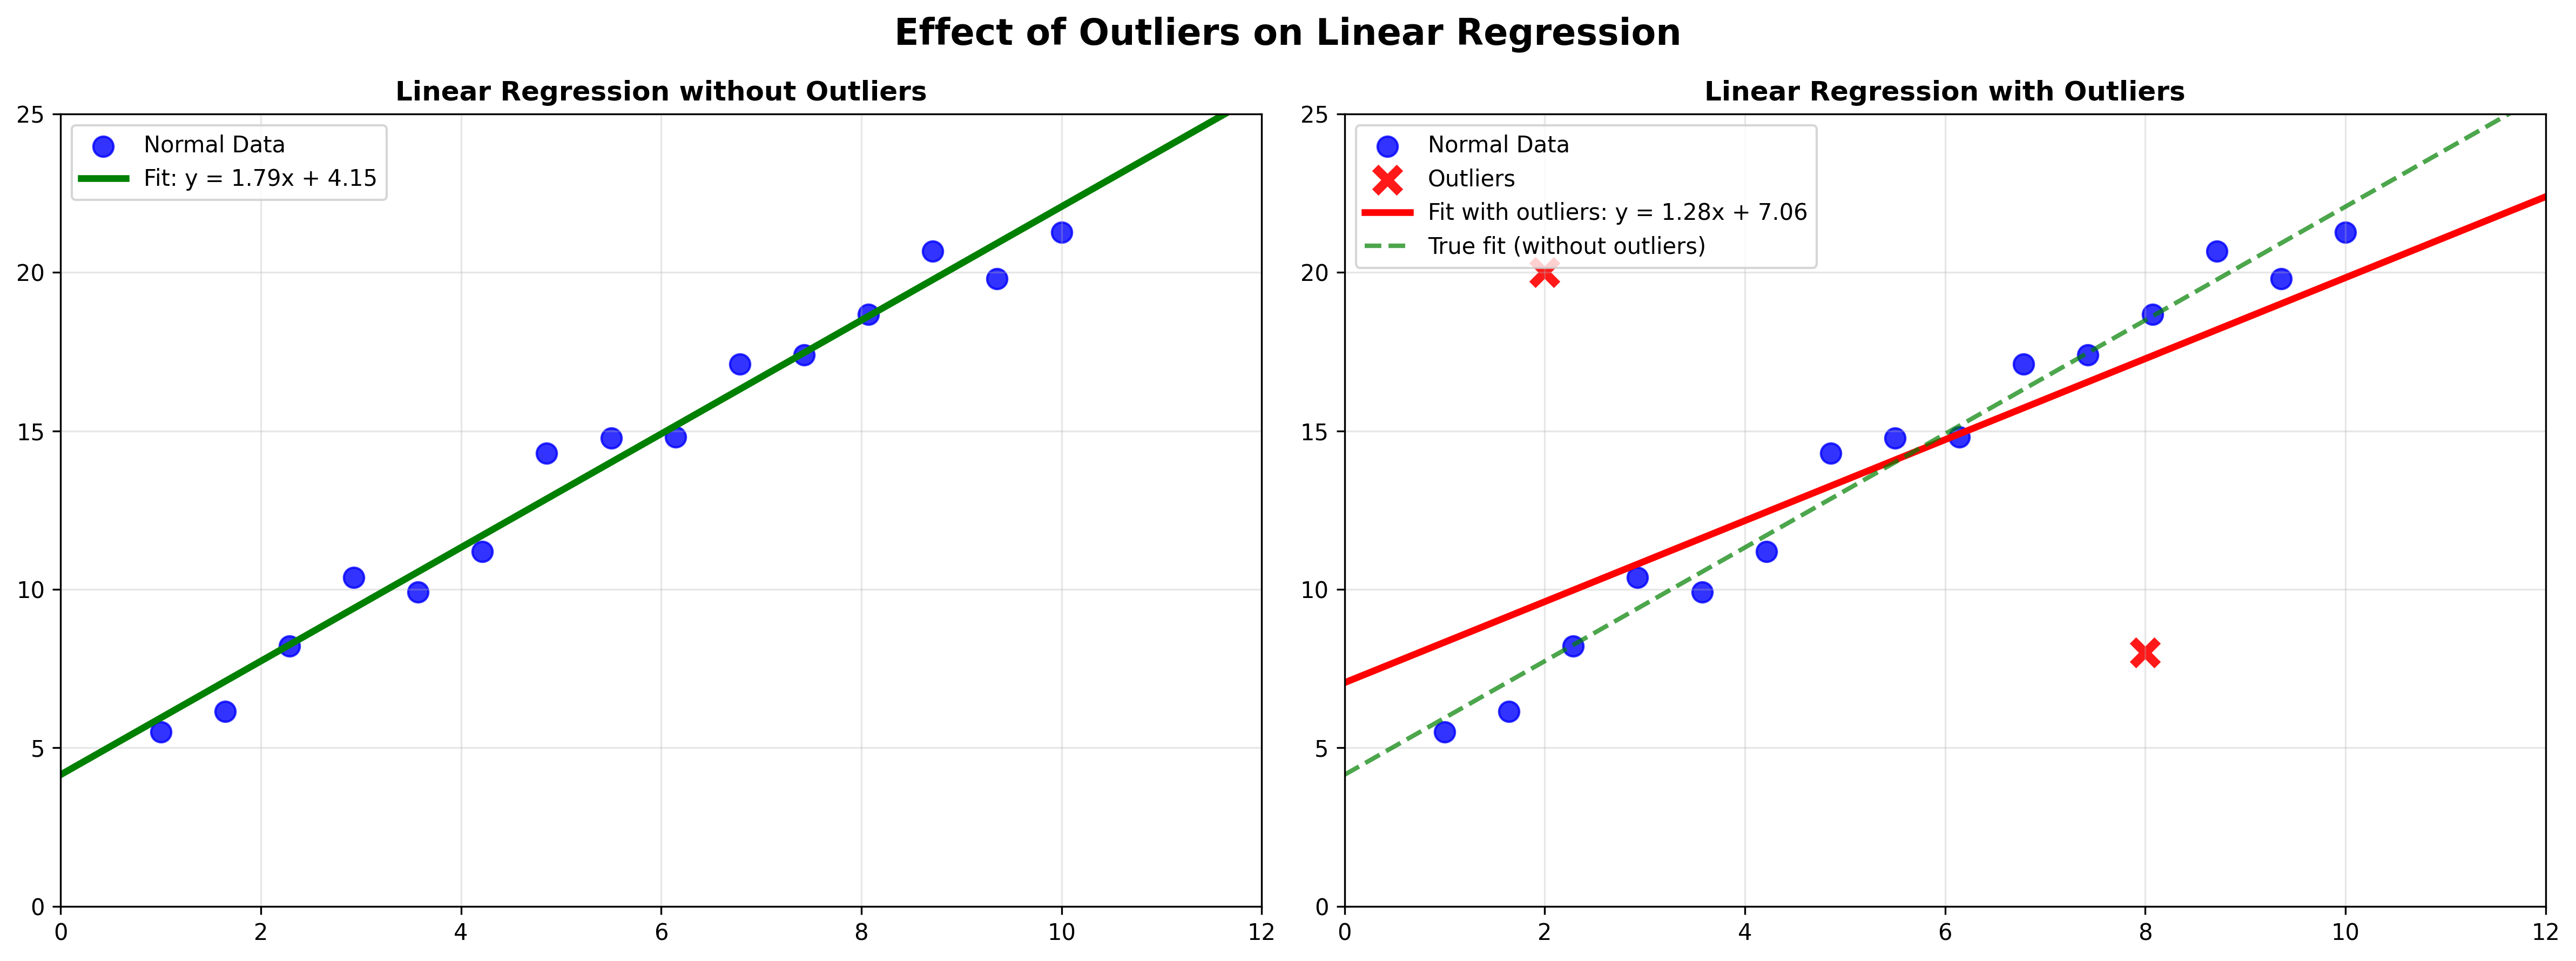 Effect of Outliers on Linear Regression
Linear Regression without Outliers
25
20
15
10
5
0
0 2 4 6 8 10 12
Normal Data
Fit: y = 1.79x + 4.15
Linear Regression with Outliers
25
20
15
10
5
0
0 2 4 6 8 10 12
Normal Data
Outliers
Fit with outliers: y = 1.28x + 7.06
True fit (without outliers)